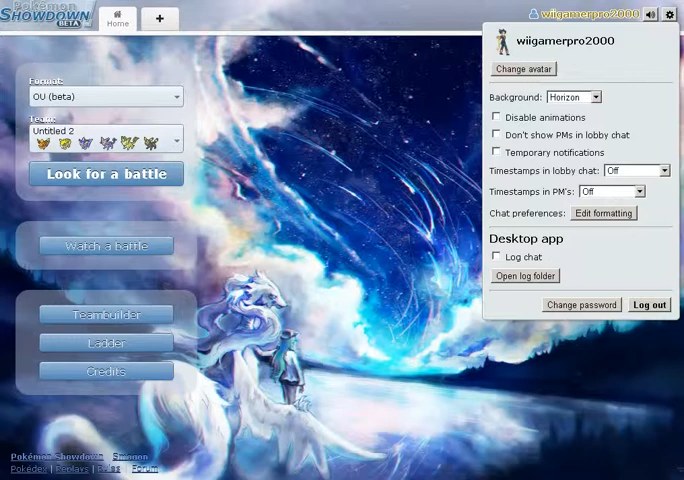 Pokémon
SHOWDOWN!
BETA
Home
+
wiigamerpro2000
wiigamerpro2000
Change avatar
Background: Horizon
Disable animations
Don't show PMs in lobby chat
Temporary notifications
Timestamps in lobby chat: Off
Timestamps in PM's: Off
Chat preferences: Edit formatting
Desktop app
Log chat
Open log folder
Change password Log out
Format:
OU (beta)
Team:
Untitled 2
Look for a battle
Watch a battle
Teambuilder
Ladder
Credits
Pokémon Showdown | Smogon
Pokédex | Replays | Rules | Forum